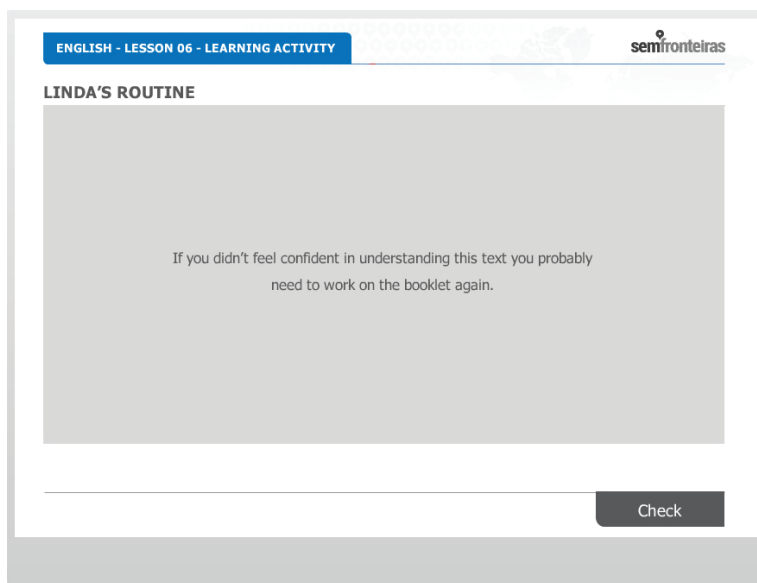 ENGLISH - LESSON 06 - LEARNING ACTIVITY
semfronteiras
LINDA’S ROUTINE
If you didn’t feel confident in understanding this text you probably
need to work on the booklet again.
Check